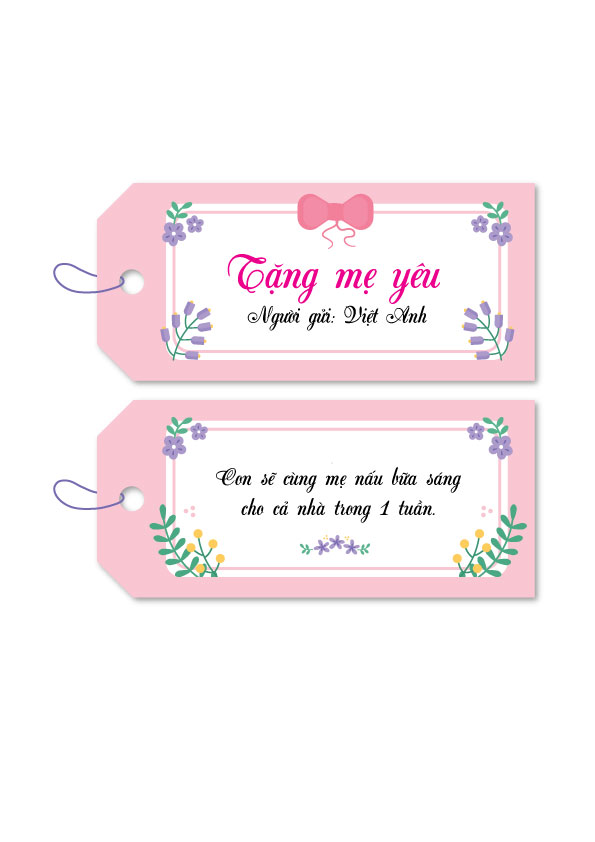 Tặng mẹ yêu
Người gửi: Việt Anh
Con sẽ cùng mẹ nấu bữa sáng
cho cả nhà trong 1 tuần.